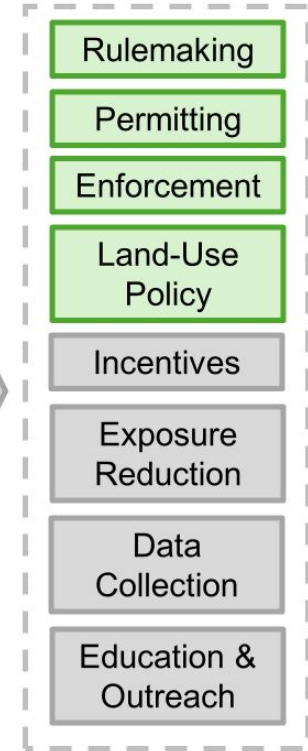 Rulemaking
Permitting
Enforcement
Land-Use
Policy
Incentives
Exposure
Reduction
Data
Collection
Education &
Outreach